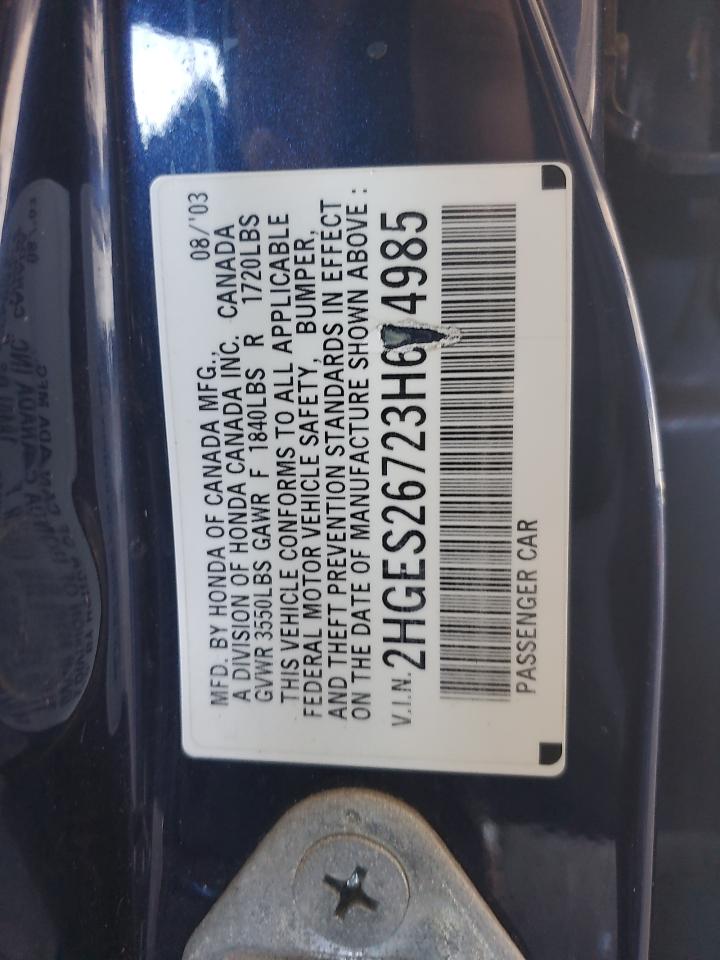 08/'03
MFD. BY HONDA OF CANADA MFG.,
A DIVISION OF HONDA CANADA INC. CANADA
GVWR 3550LBS GAWR F 1840LBS R 1720LBS
THIS VEHICLE CONFORMS TO ALL APPLICABLE
FEDERAL MOTOR VEHICLE SAFETY, BUMPER,
AND THEFT PREVENTION STANDARDS IN EFFECT
ON THE DATE OF MANUFACTURE SHOWN ABOVE :
V.I.N. 2HGES26723H 4985
PASSENGER CAR